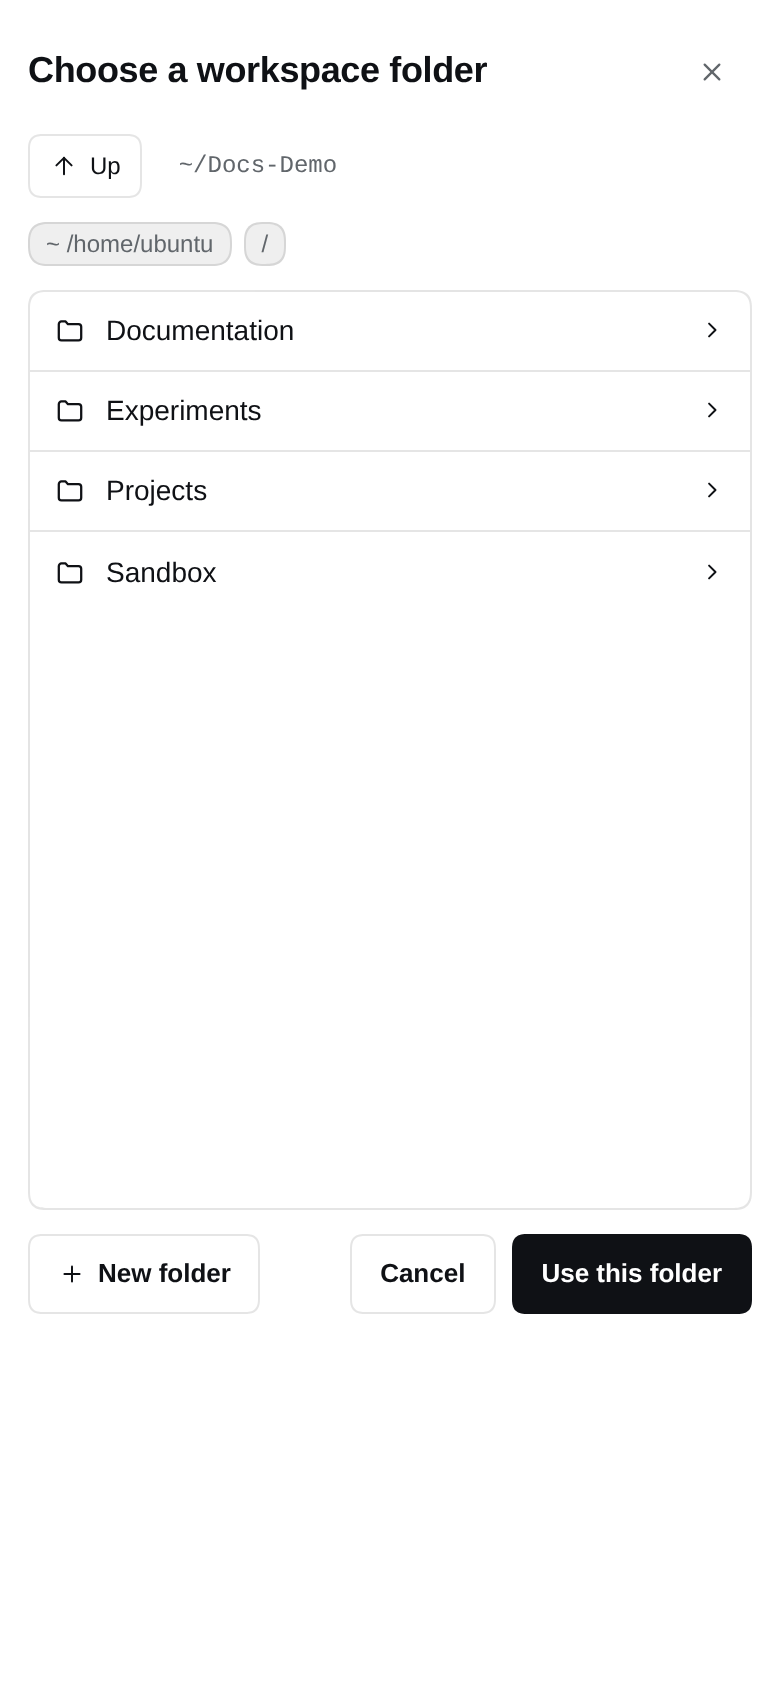 Choose a workspace folder
Up ~/Docs-Demo
~ /home/ubuntu /
Documentation
Experiments
Projects
Sandbox
New folder Cancel Use this folder